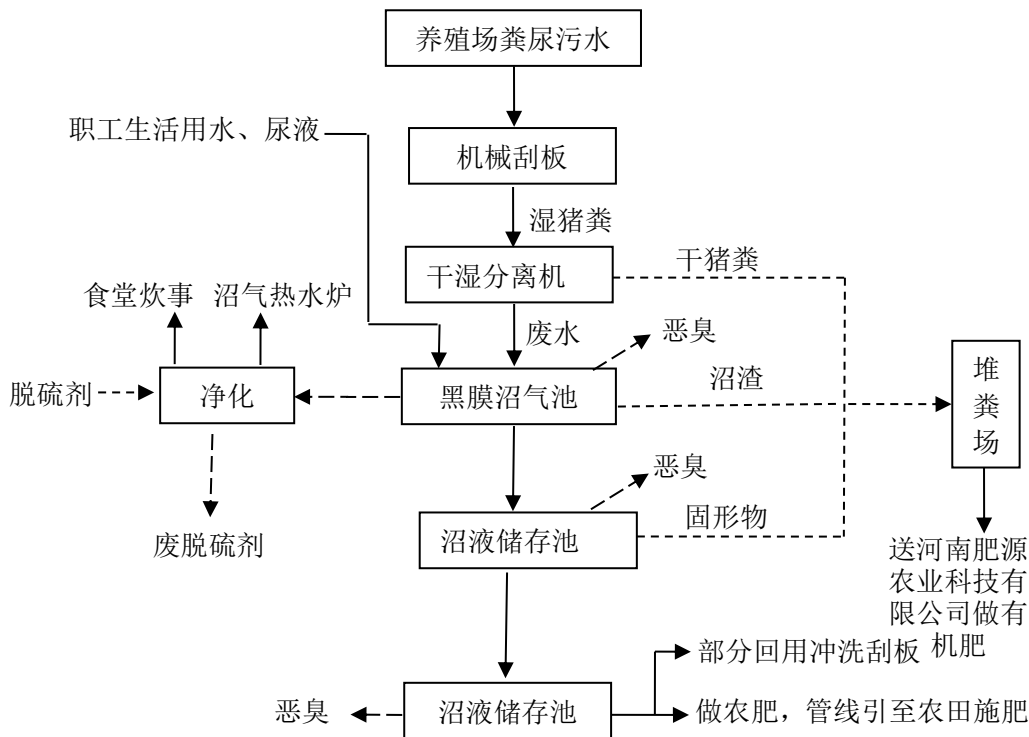 养殖场粪尿污水
职工生活用水、尿液
机械刮板
湿猪粪
干湿分离机
干猪粪
食堂炊事
沼气热水炉
废水
恶臭
脱硫剂
净化
黑膜沼气池
沼渣
堆
粪
场
恶臭
固形物
废脱硫剂
沼液储存池
送河南肥源
农业科技有
限公司做有
机肥
部分回用冲洗刮板
恶臭
沼液储存池
做农肥，管线引至农田施肥